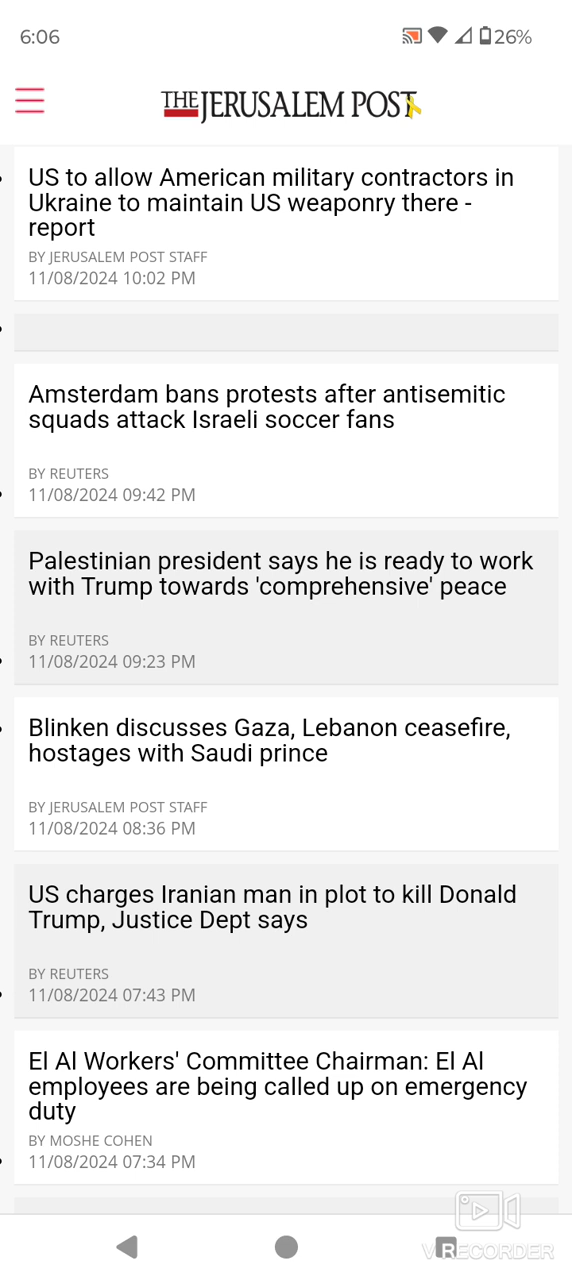 6:06
26%
THE JERUSALEM POST
US to allow American military contractors in
Ukraine to maintain US weaponry there -
report
BY JERUSALEM POST STAFF
11/08/2024 10:02 PM
Amsterdam bans protests after antisemitic
squads attack Israeli soccer fans
BY REUTERS
11/08/2024 09:42 PM
Palestinian president says he is ready to work
with Trump towards 'comprehensive' peace
BY REUTERS
11/08/2024 09:23 PM
Blinken discusses Gaza, Lebanon ceasefire,
hostages with Saudi prince
BY JERUSALEM POST STAFF
11/08/2024 08:36 PM
US charges Iranian man in plot to kill Donald
Trump, Justice Dept says
BY REUTERS
11/08/2024 07:43 PM
El Al Workers' Committee Chairman: El Al
employees are being called up on emergency
duty
BY MOSHE COHEN
11/08/2024 07:34 PM
VRECORDER